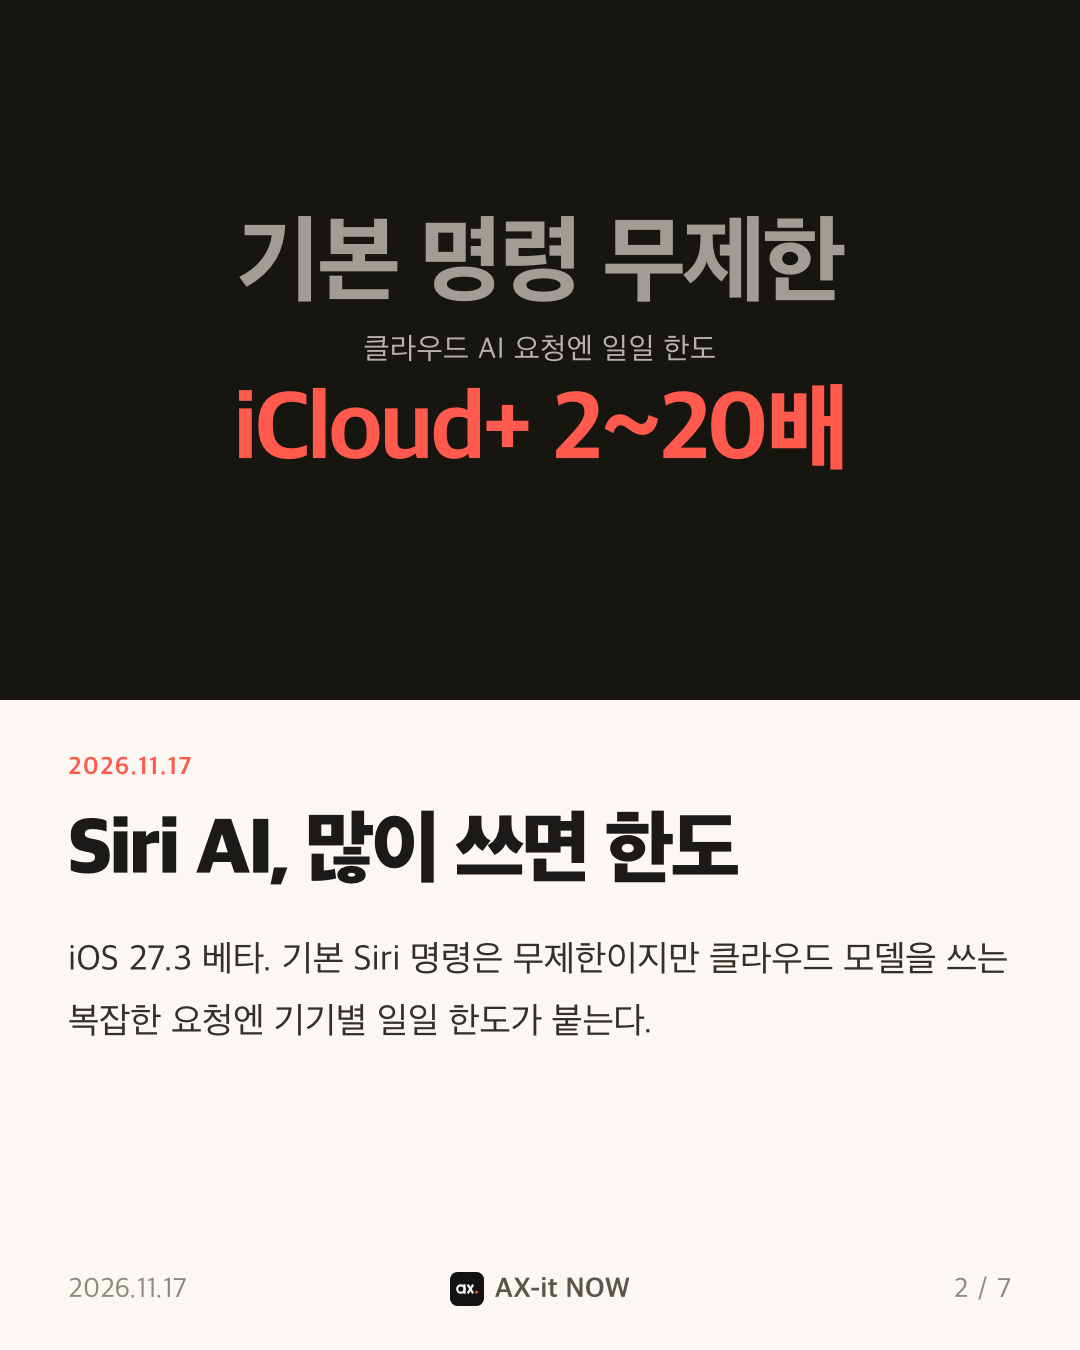 기본 명령 무제한
클라우드 AI 요청엔 일일 한도
iCloud+ 2~20배
2026.11.17
Siri AI, 많이 쓰면 한도
iOS 27.3 베타. 기본 Siri 명령은 무제한이지만 클라우드 모델을 쓰는
복잡한 요청엔 기기별 일일 한도가 붙는다.
2026.11.17
ax. AX-it NOW
2 / 7